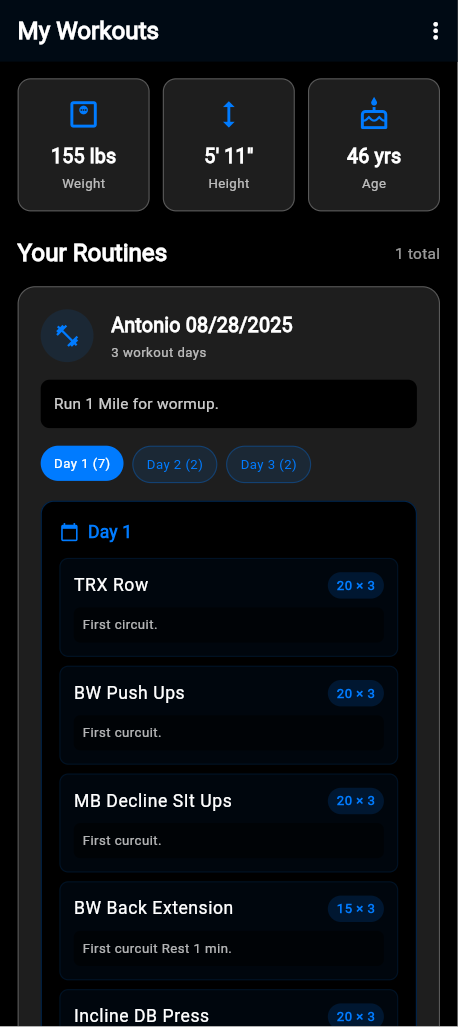 My Workouts
155 lbs
5' 11"
46 yrs
Weight
Height
Age
Your Routines
1 total
Antonio 08/28/2025
3 workout days
Run 1 Mile for wormup.
Day 1 (7)
Day 2 (2)
Day 3 (2)
Day 1
TRX Row
20 × 3
First circuit.
BW Push Ups
20 × 3
First curcuit.
MB Decline SIt Ups
20 × 3
First curcuit.
BW Back Extension
15 × 3
First curcuit Rest 1 min.
Incline DB Press
20 × 3